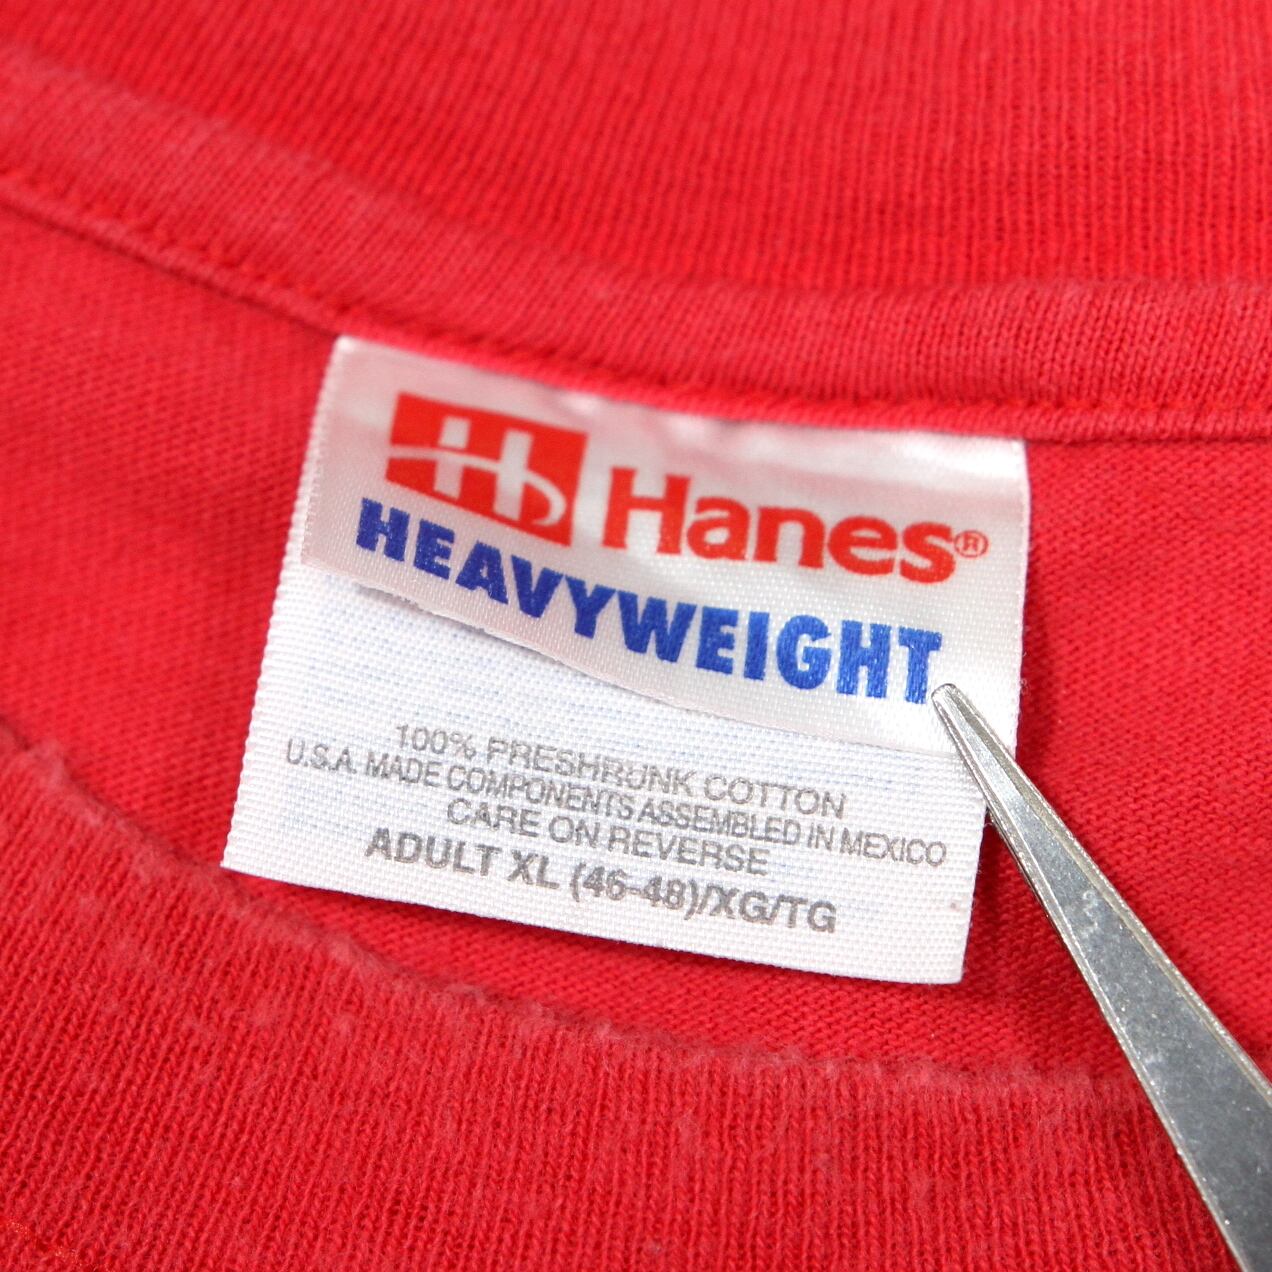 H Hanes®
HEAVYWEIGHT
100% PRESHRUNK COTTON
U.S.A. MADE COMPONENTS ASSEMBLED IN MEXICO
CARE ON REVERSE
ADULT XL (46-48)/XG/TG